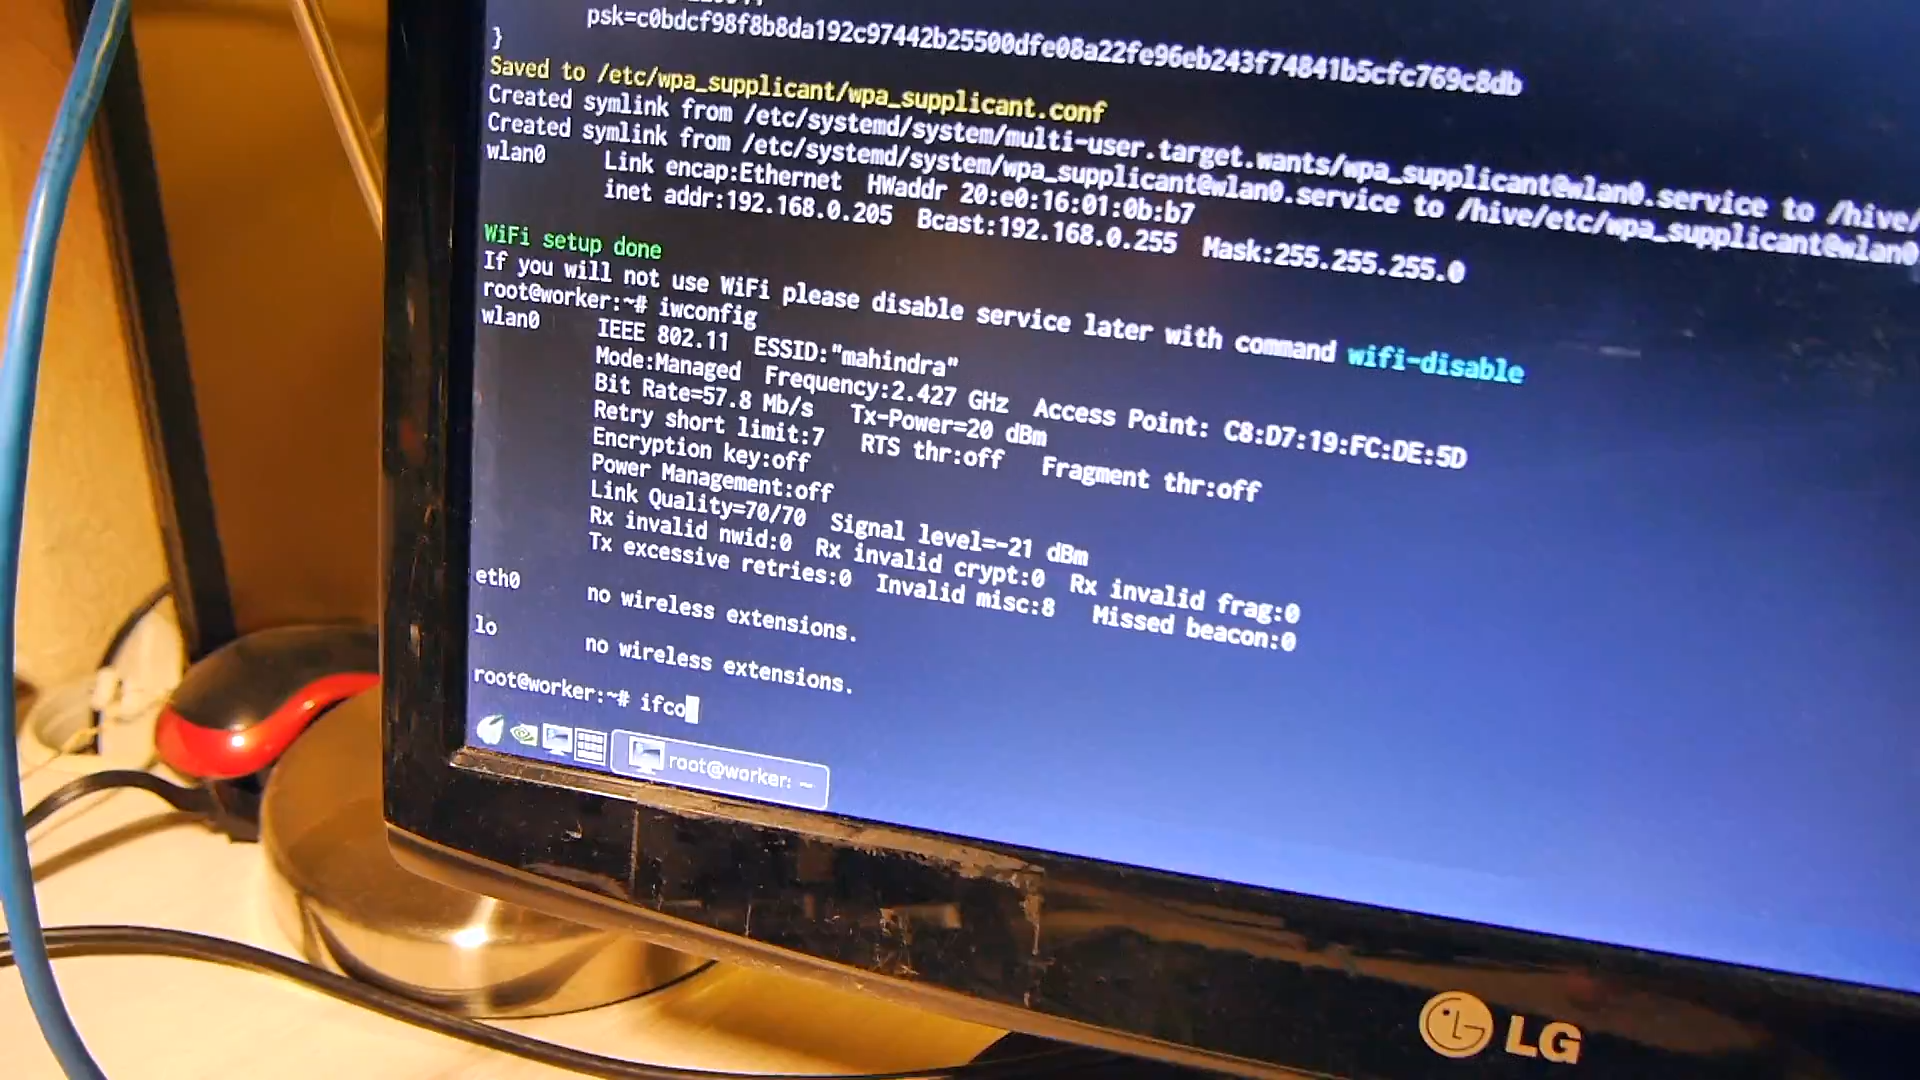 psk=c0bdcf98f8b8da192c97442b25500dfe08a22fe96eb243f74841b5cfc769c8db
}
Saved to /etc/wpa_supplicant/wpa_supplicant.conf
Created symlink from /etc/systemd/system/multi-user.target.wants/wpa_supplicant@wlan0.service to /hive/
Created symlink from /etc/systemd/system/wpa_supplicant@wlan0.service to /hive/etc/wpa_supplicant@wlan0
wlan0 Link encap:Ethernet HWaddr 20:e0:16:01:0b:b7
inet addr:192.168.0.205 Bcast:192.168.0.255 Mask:255.255.255.0
WiFi setup done
If you will not use WiFi please disable service later with command wifi-disable
root@worker:~# iwconfig
wlan0 IEEE 802.11 ESSID:"mahindra"
Mode:Managed Frequency:2.427 GHz Access Point: C8:D7:19:FC:DE:5D
Bit Rate=57.8 Mb/s Tx-Power=20 dBm
Retry short limit:7 RTS thr:off Fragment thr:off
Encryption key:off
Power Management:off
Link Quality=70/70 Signal level=-21 dBm
Rx invalid nwid:0 Rx invalid crypt:0 Rx invalid frag:0
Tx excessive retries:0 Invalid misc:8 Missed beacon:0
eth0 no wireless extensions.
lo no wireless extensions.
root@worker:~# ifco
root@worker: ~
LG